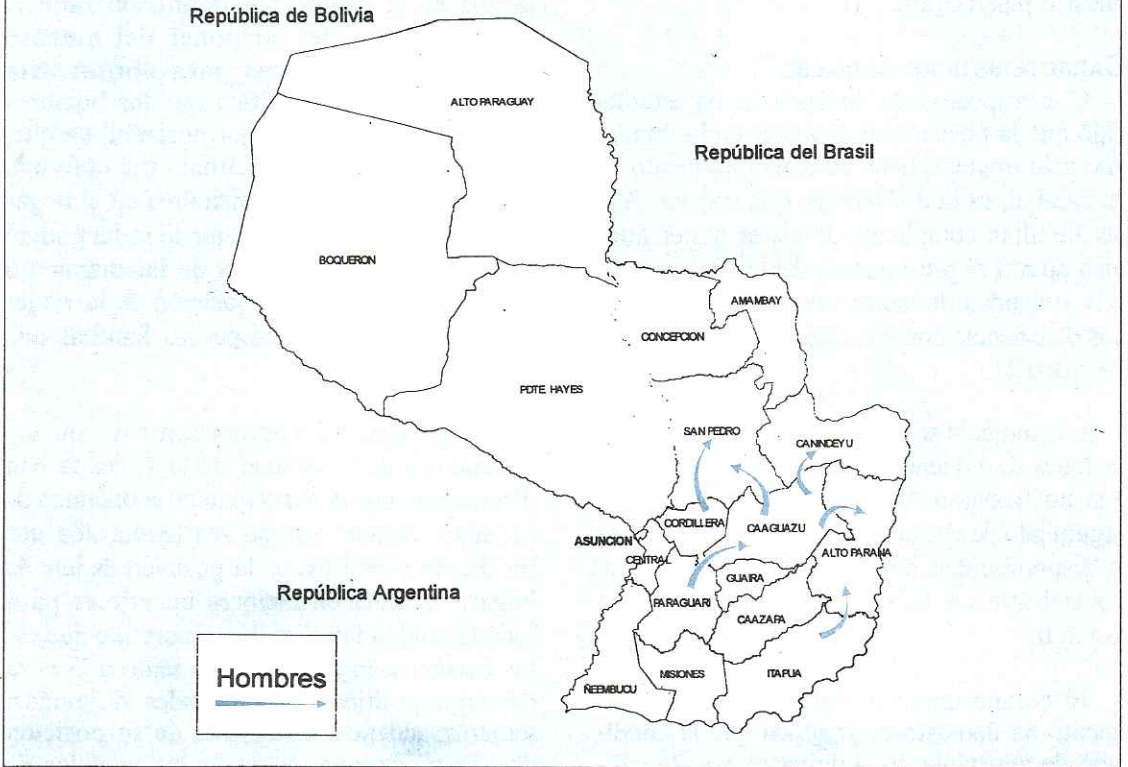 República de Bolivia
ALTO PARAGUAY
República del Brasil
BOQUERON
AMAMBAY
CONCEPCION
PDTE. HAYES
SAN PEDRO
CANINDEYU
CORDILLERA
CAAGUAZU
ASUNCION
CENTRAL
ALTO PARANA
GUAIRA
República Argentina
PARAGUARI
CAAZAPA
Hombres
MISIONES
ITAPUA
ÑEEMBUCU